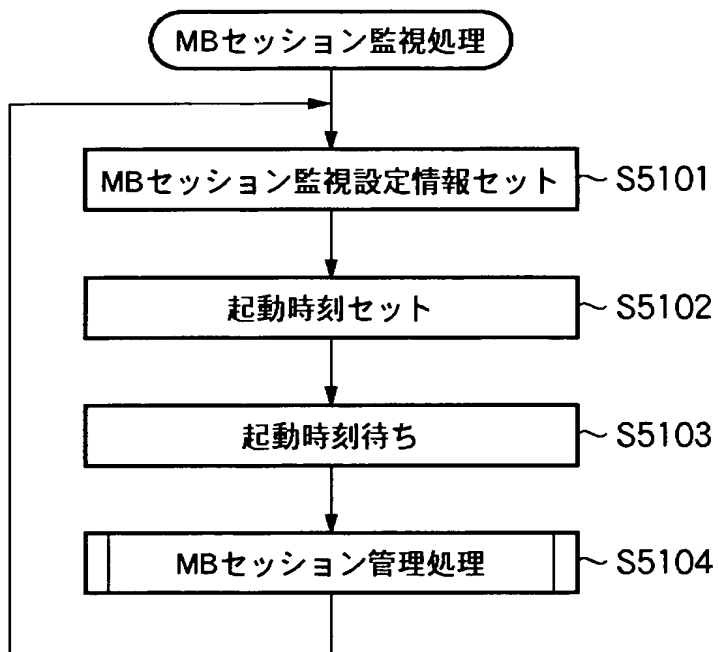 MBセッション監視処理
MBセッション監視設定情報セット ~ S5101
起動時刻セット ~ S5102
起動時刻待ち ~ S5103
MBセッション管理処理 ~ S5104